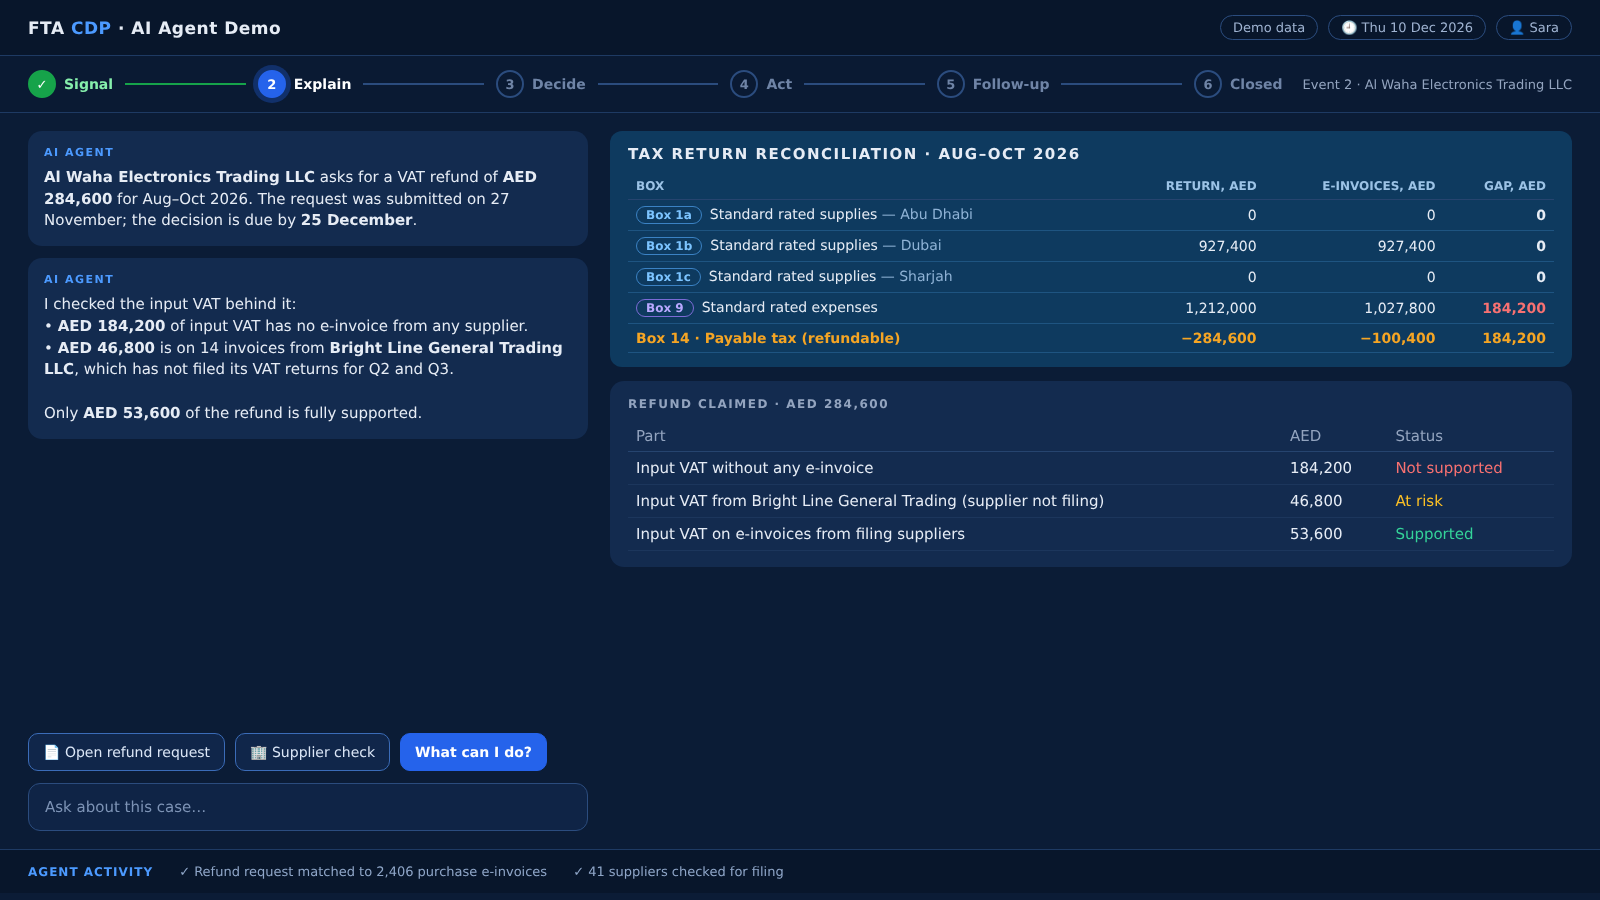 FTA CDP · AI Agent Demo
Demo data
🕘 Thu 10 Dec 2026
👤 Sara
✓ Signal
2 Explain
3 Decide
4 Act
5 Follow-up
6 Closed
Event 2 · Al Waha Electronics Trading LLC
AI AGENT
Al Waha Electronics Trading LLC asks for a VAT refund of AED
284,600 for Aug–Oct 2026. The request was submitted on 27
November; the decision is due by 25 December.
AI AGENT
I checked the input VAT behind it:
• AED 184,200 of input VAT has no e-invoice from any supplier.
• AED 46,800 is on 14 invoices from Bright Line General Trading
LLC, which has not filed its VAT returns for Q2 and Q3.
Only AED 53,600 of the refund is fully supported.
📄 Open refund request
🏢 Supplier check
What can I do?
Ask about this case…
TAX RETURN RECONCILIATION · AUG–OCT 2026
BOX RETURN, AED E-INVOICES, AED GAP, AED
Box 1a Standard rated supplies — Abu Dhabi 0 0 0
Box 1b Standard rated supplies — Dubai 927,400 927,400 0
Box 1c Standard rated supplies — Sharjah 0 0 0
Box 9 Standard rated expenses 1,212,000 1,027,800 184,200
Box 14 · Payable tax (refundable) −284,600 −100,400 184,200
REFUND CLAIMED · AED 284,600
Part AED Status
Input VAT without any e-invoice 184,200 Not supported
Input VAT from Bright Line General Trading (supplier not filing) 46,800 At risk
Input VAT on e-invoices from filing suppliers 53,600 Supported
AGENT ACTIVITY ✓ Refund request matched to 2,406 purchase e-invoices ✓ 41 suppliers checked for filing